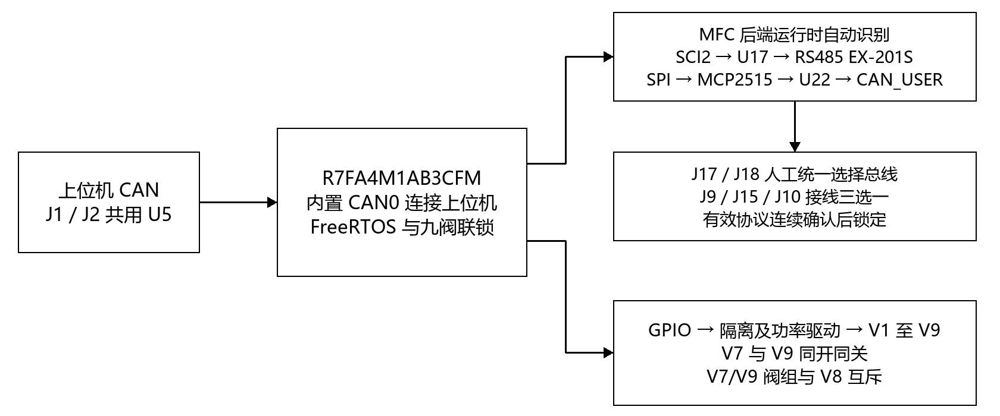 上位机 CAN
J1 / J2 共用 U5
R7FA4M1AB3CFM
内置 CAN0 连接上位机
FreeRTOS 与九阀联锁
MFC 后端运行时自动识别
SCI2 → U17 → RS485 EX-201S
SPI → MCP2515 → U22 → CAN_USER
J17 / J18 人工统一选择总线
J9 / J15 / J10 接线三选一
有效协议连续确认后锁定
GPIO → 隔离及功率驱动 → V1 至 V9
V7 与 V9 同开同关
V7/V9 阀组与 V8 互斥